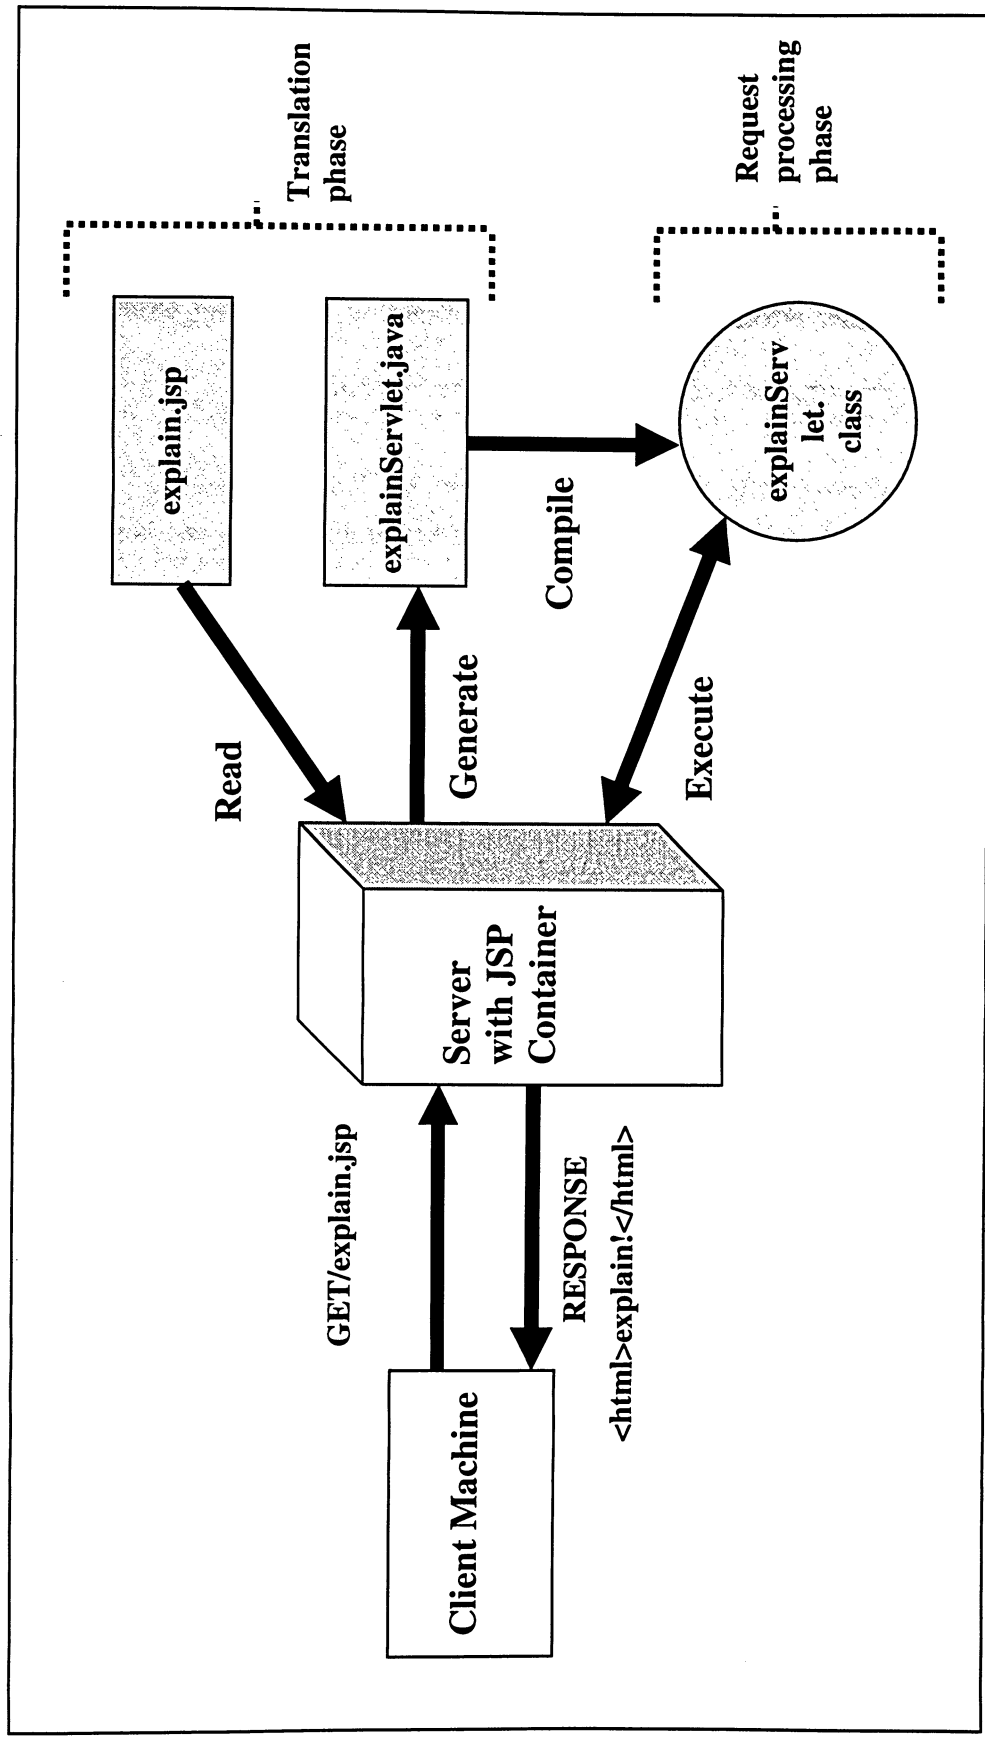 explain.jsp
Translation
phase
Read
explainServlet.java
Generate
GET/explain.jsp
Client Machine
Server
with JSP
Container
RESPONSE
<html>explain!</html>
Compile
Execute
explainServ
let.
class
Request
processing
phase